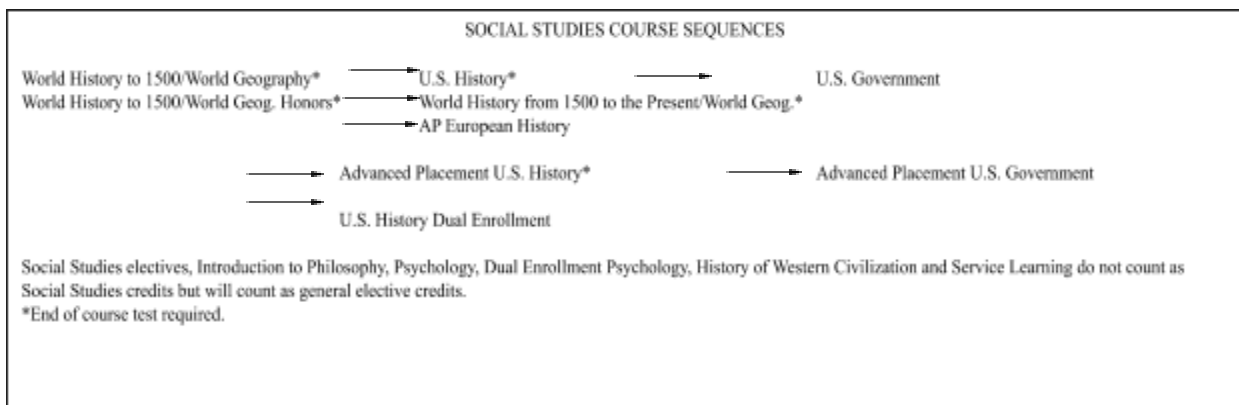 SOCIAL STUDIES COURSE SEQUENCES
World History to 1500/World Geography* U.S. History* U.S. Government
World History to 1500/World Geog. Honors* World History from 1500 to the Present/World Geog.*
AP European History
Advanced Placement U.S. History* Advanced Placement U.S. Government
U.S. History Dual Enrollment
Social Studies electives, Introduction to Philosophy, Psychology, Dual Enrollment Psychology, History of Western Civilization and Service Learning do not count as
Social Studies credits but will count as general elective credits.
*End of course test required.